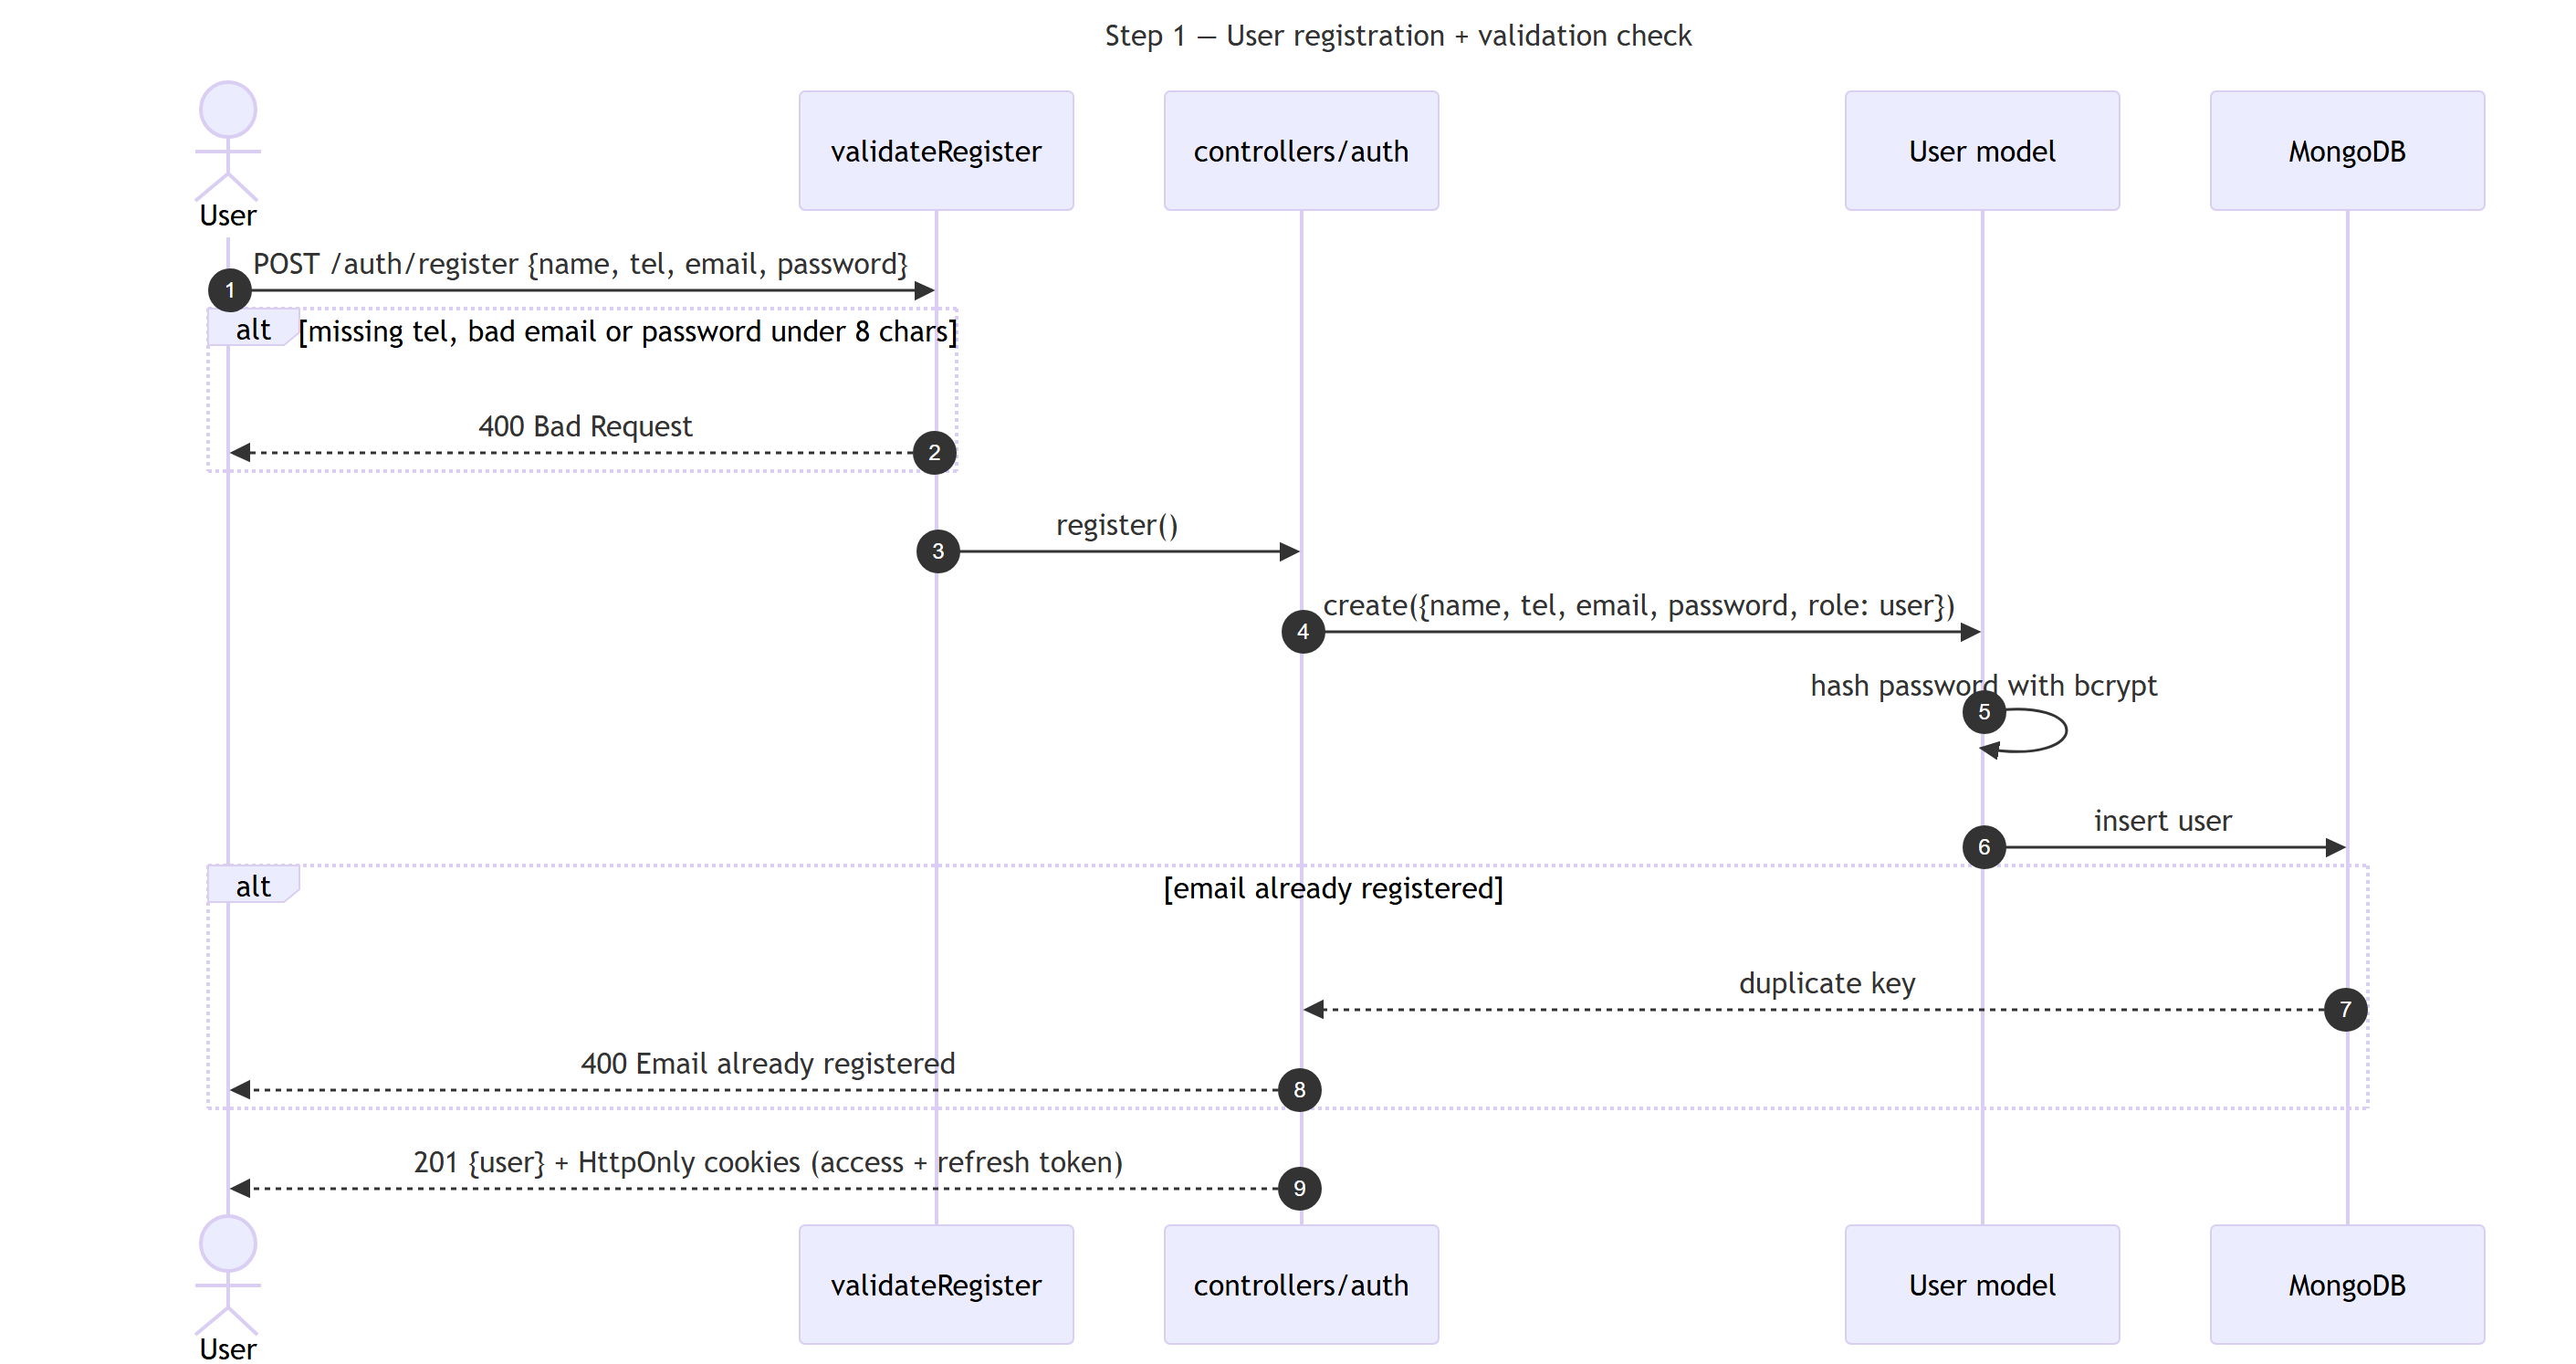 Step 1 — User registration + validation check
User
validateRegister
controllers/auth
User model
MongoDB
POST /auth/register {name, tel, email, password}
1
alt
[missing tel, bad email or password under 8 chars]
400 Bad Request
2
register()
3
create({name, tel, email, password, role: user})
4
hash password with bcrypt
5
insert user
6
alt
[email already registered]
duplicate key
7
400 Email already registered
8
201 {user} + HttpOnly cookies (access + refresh token)
9
User
validateRegister
controllers/auth
User model
MongoDB